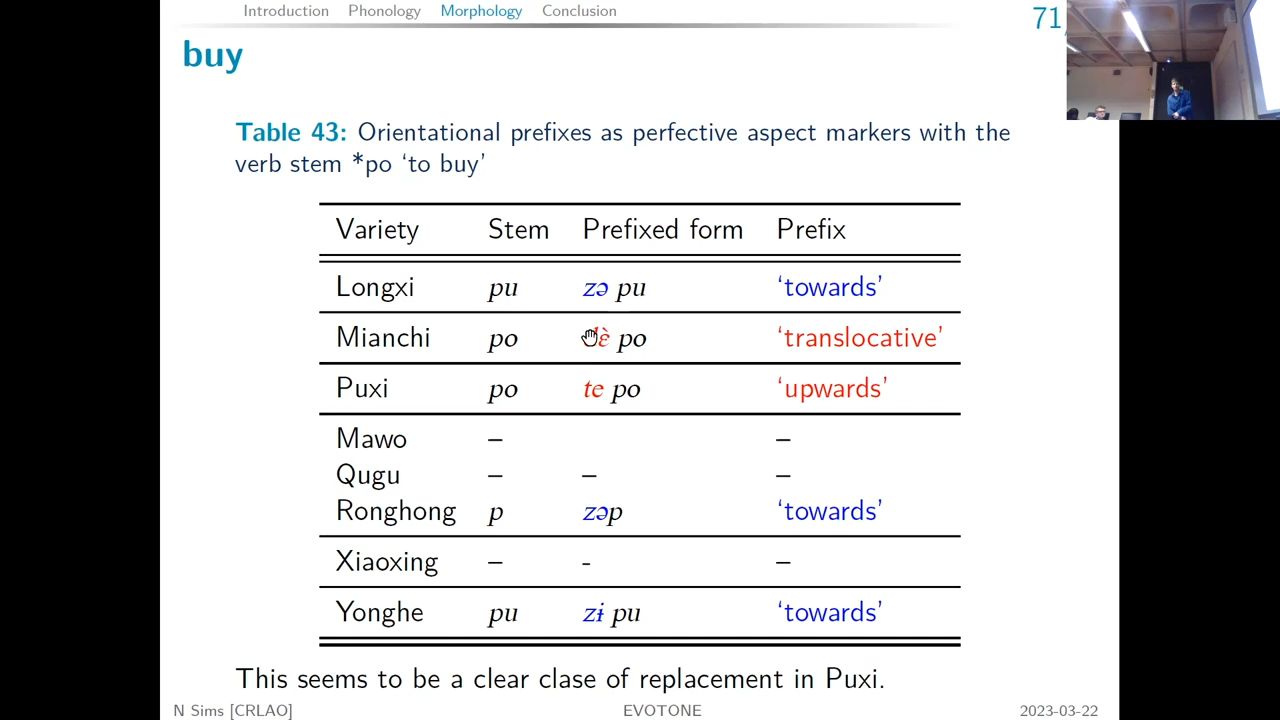 Introduction Phonology Morphology Conclusion
71
buy
Table 43: Orientational prefixes as perfective aspect markers with the
verb stem *po ‘to buy’
Variety Stem Prefixed form Prefix
Longxi pu zə pu ‘towards’
Mianchi po po ‘translocative’
Puxi po te po ‘upwards’
Mawo – –
Qugu – – –
Ronghong p zəp ‘towards’
Xiaoxing – - –
Yonghe pu zɨ pu ‘towards’
This seems to be a clear clase of replacement in Puxi.
N Sims [CRLAO] EVOTONE 2023-03-22